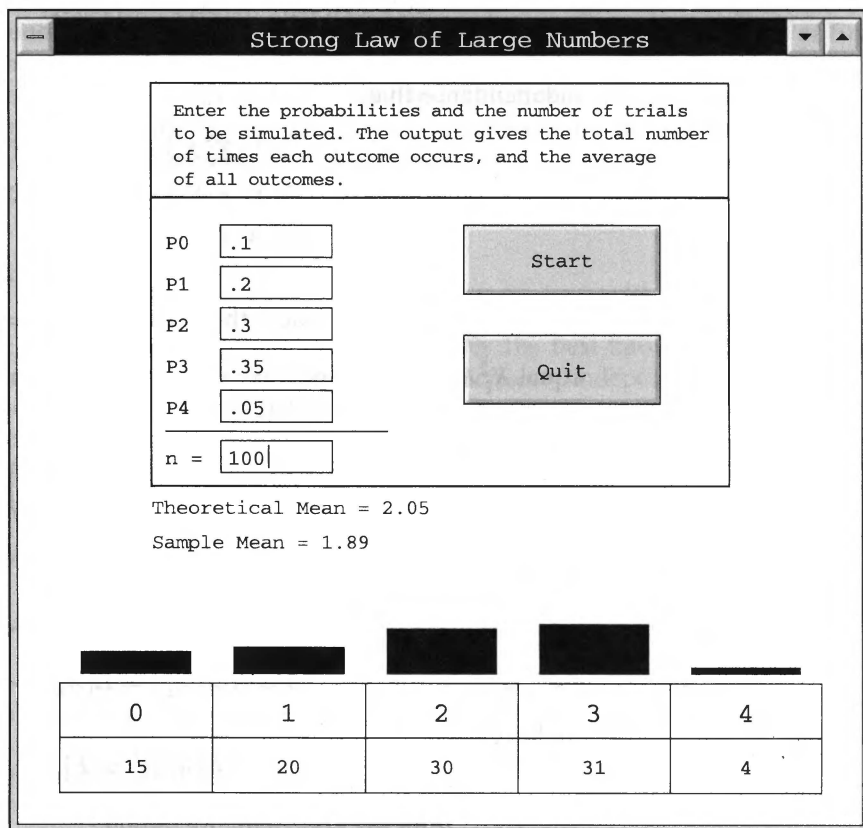 Strong Law of Large Numbers
Enter the probabilities and the number of trials
to be simulated. The output gives the total number
of times each outcome occurs, and the average
of all outcomes.
P0 .1
P1 .2
P2 .3
P3 .35
P4 .05
n = 100
Start
Quit
Theoretical Mean = 2.05
Sample Mean = 1.89
0 1 2 3 4
15 20 30 31 4